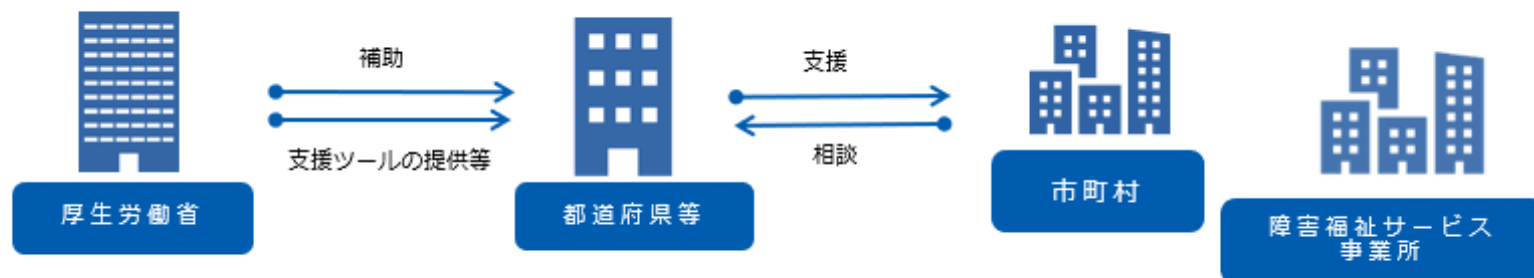 補助
支援ツールの提供等
支援
相談
厚生労働省
都道府県等
市町村
障害福祉サービス
事業所